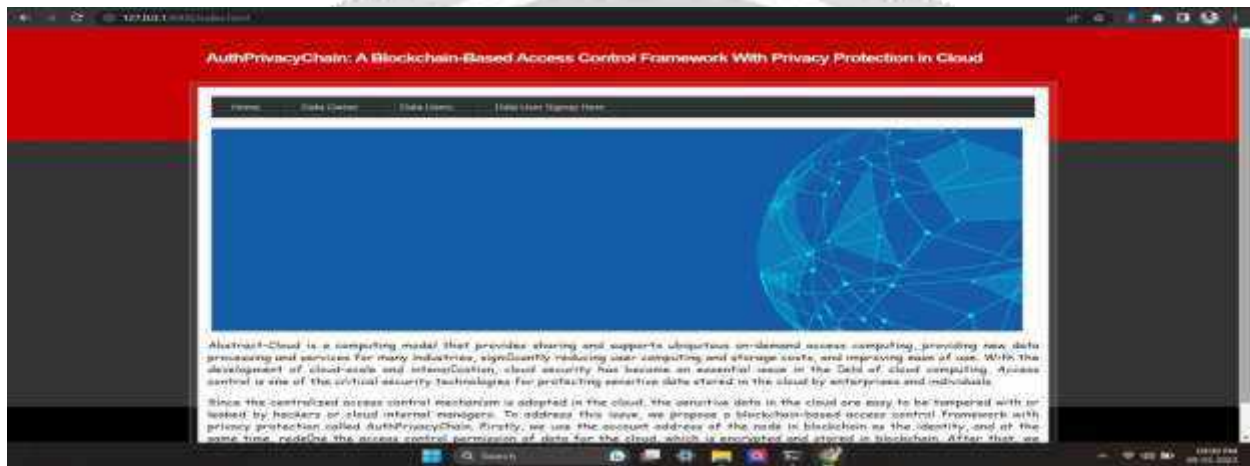 127.0.0.1
AuthPrivacyChain: A Blockchain-Based Access Control Framework With Privacy Protection in Cloud
Home Data Owner Data Users Data User Signup Here
Abstract-Cloud is a computing model that provides sharing and supports ubiquitous on-demand access computing, providing new data
processing and services for many industries, significantly reducing user computing and storage costs, and improving ease of use. With the
development of cloud-scale and intensification, cloud security has become an essential issue in the field of cloud computing. Access
control is one of the critical security technologies for protecting sensitive data stored in the cloud by enterprises and individuals.
Since the centralized access control mechanism is adopted in the cloud, the sensitive data in the cloud are easy to be tampered with or
leaked by hackers or cloud internal managers. To address this issue, we propose a blockchain-based access control framework with
privacy protection called AuthPrivacyChain. Firstly, we use the account address of the node in blockchain as the identity, and at the
same time, redefine the access control permission of data for the cloud, which is encrypted and stored in blockchain. After that, we
Search